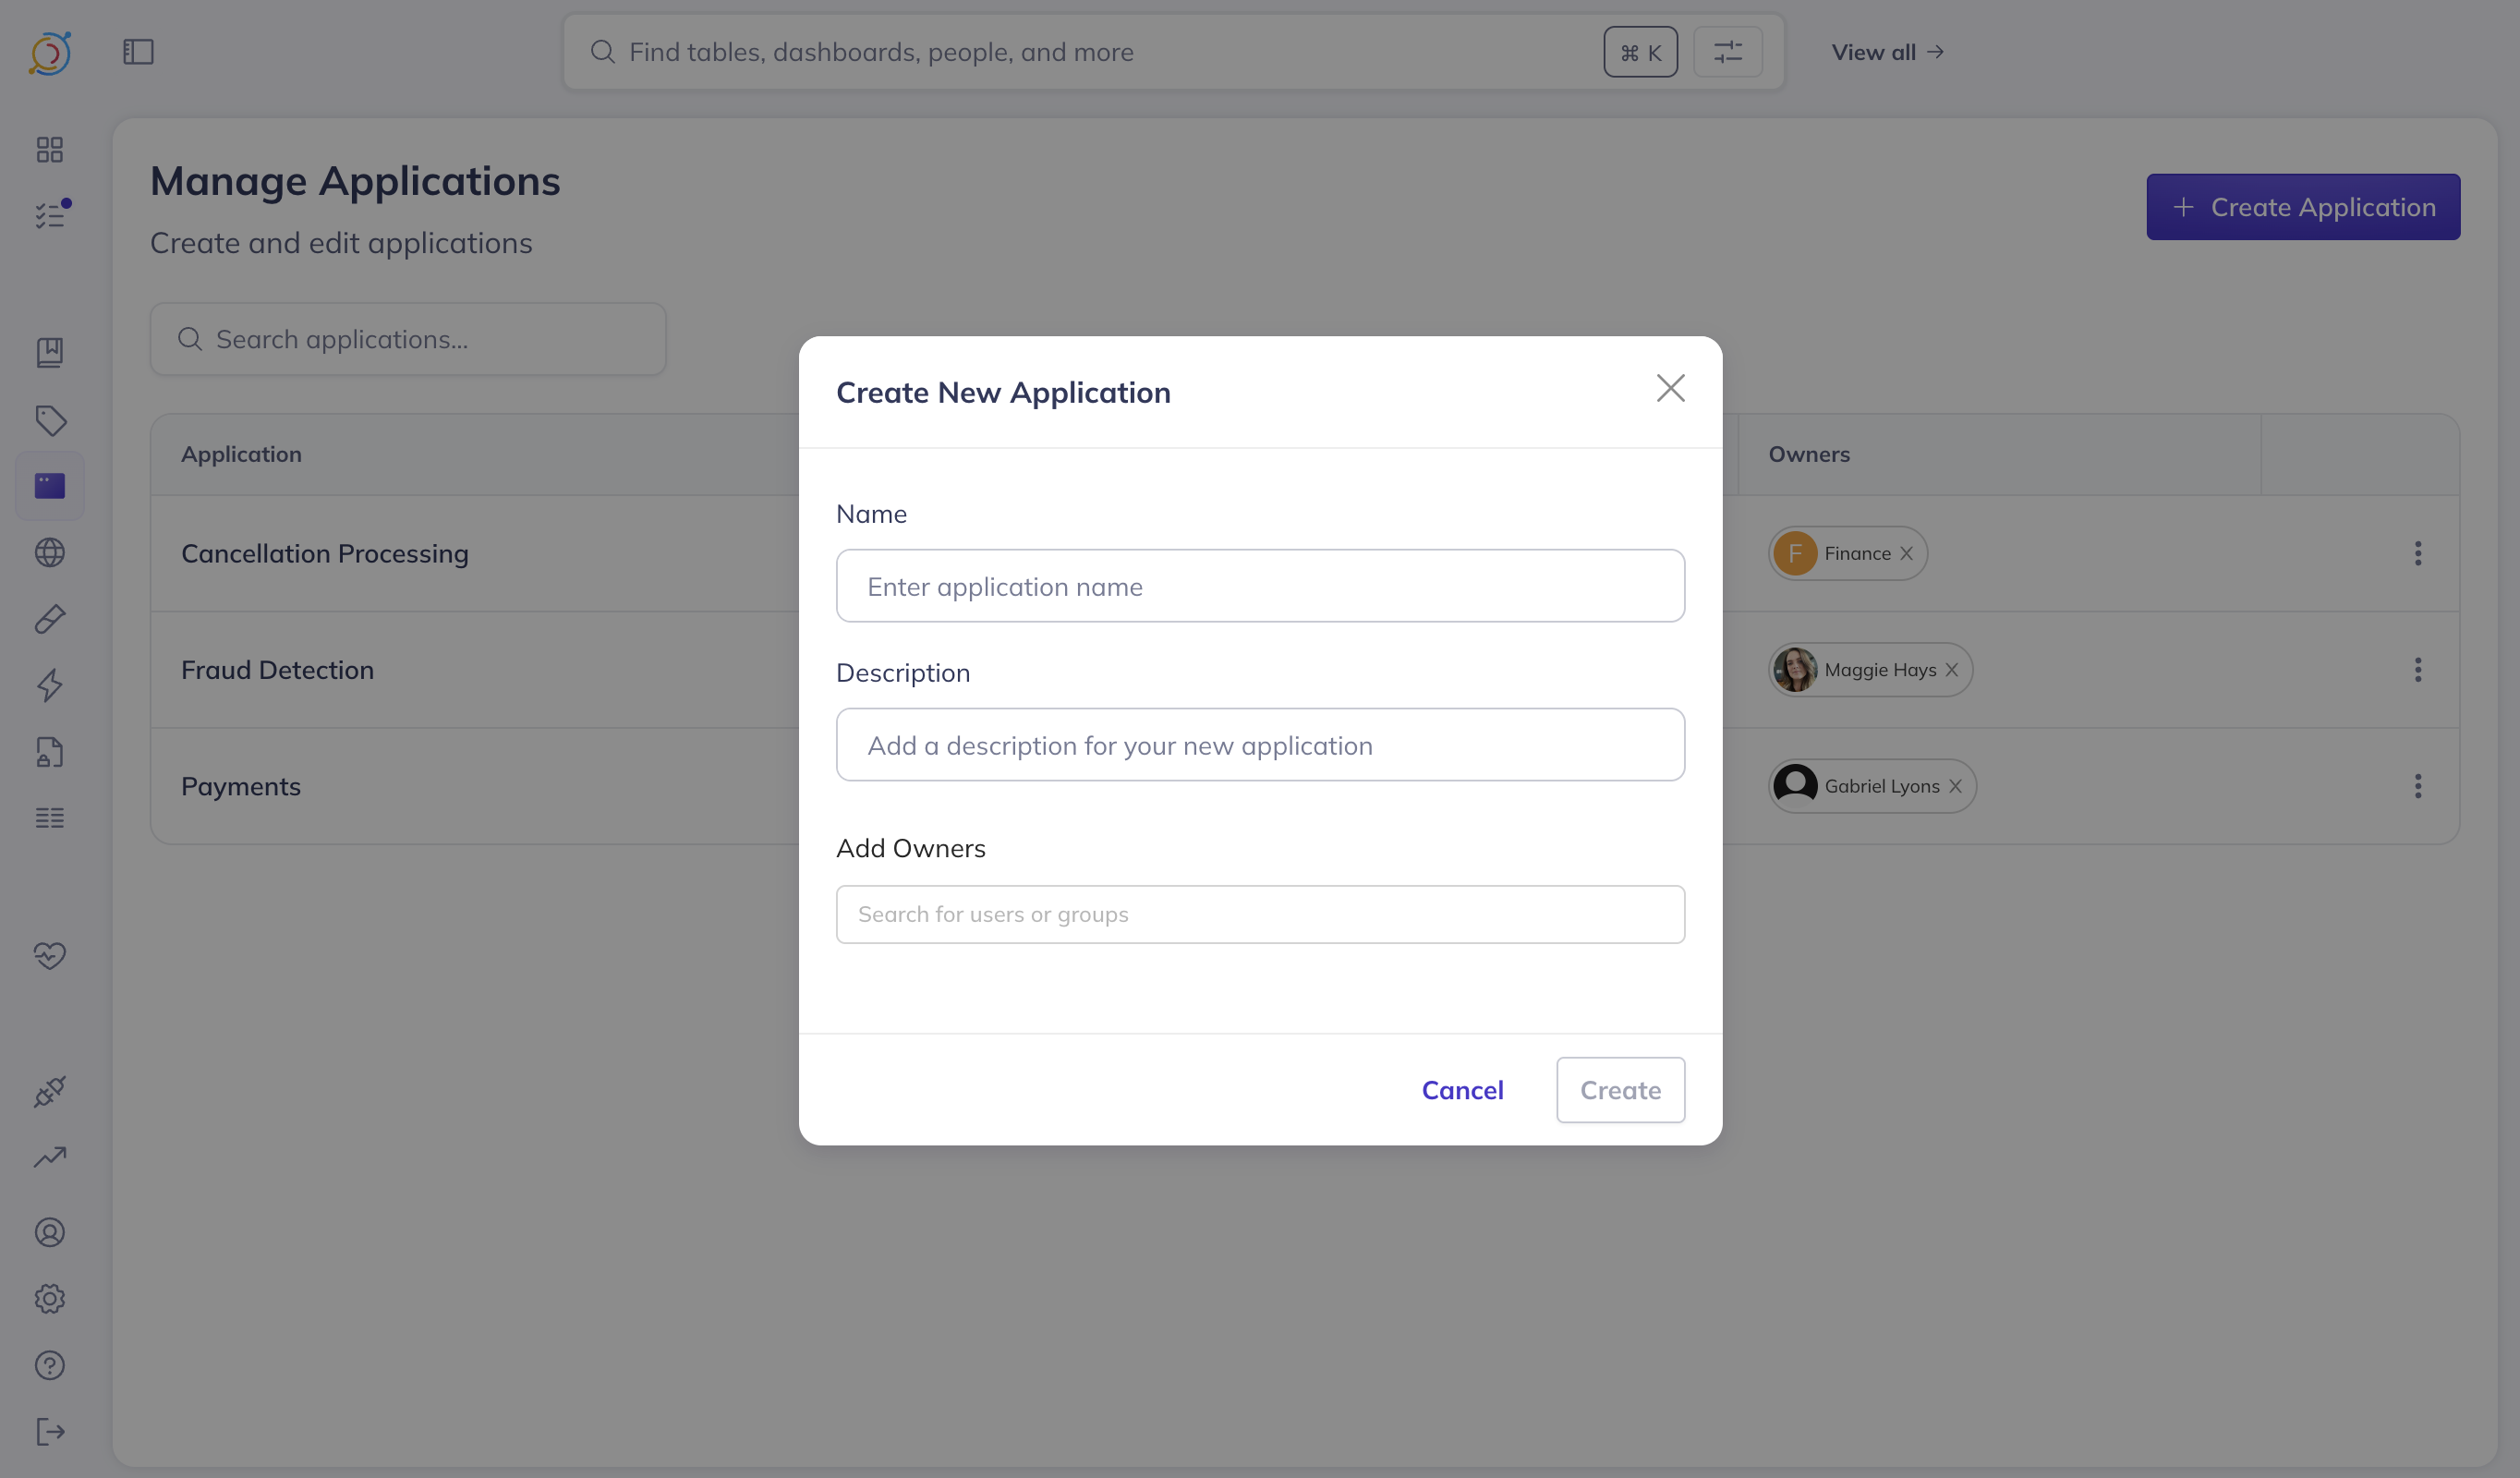 Find tables, dashboards, people, and more
⌘ K
View all →
Manage Applications
Create and edit applications
+ Create Application
Search applications...
Application
Owners
Cancellation Processing
F Finance
Fraud Detection
Maggie Hays
Payments
Gabriel Lyons
Create New Application
Name
Enter application name
Description
Add a description for your new application
Add Owners
Search for users or groups
Cancel
Create